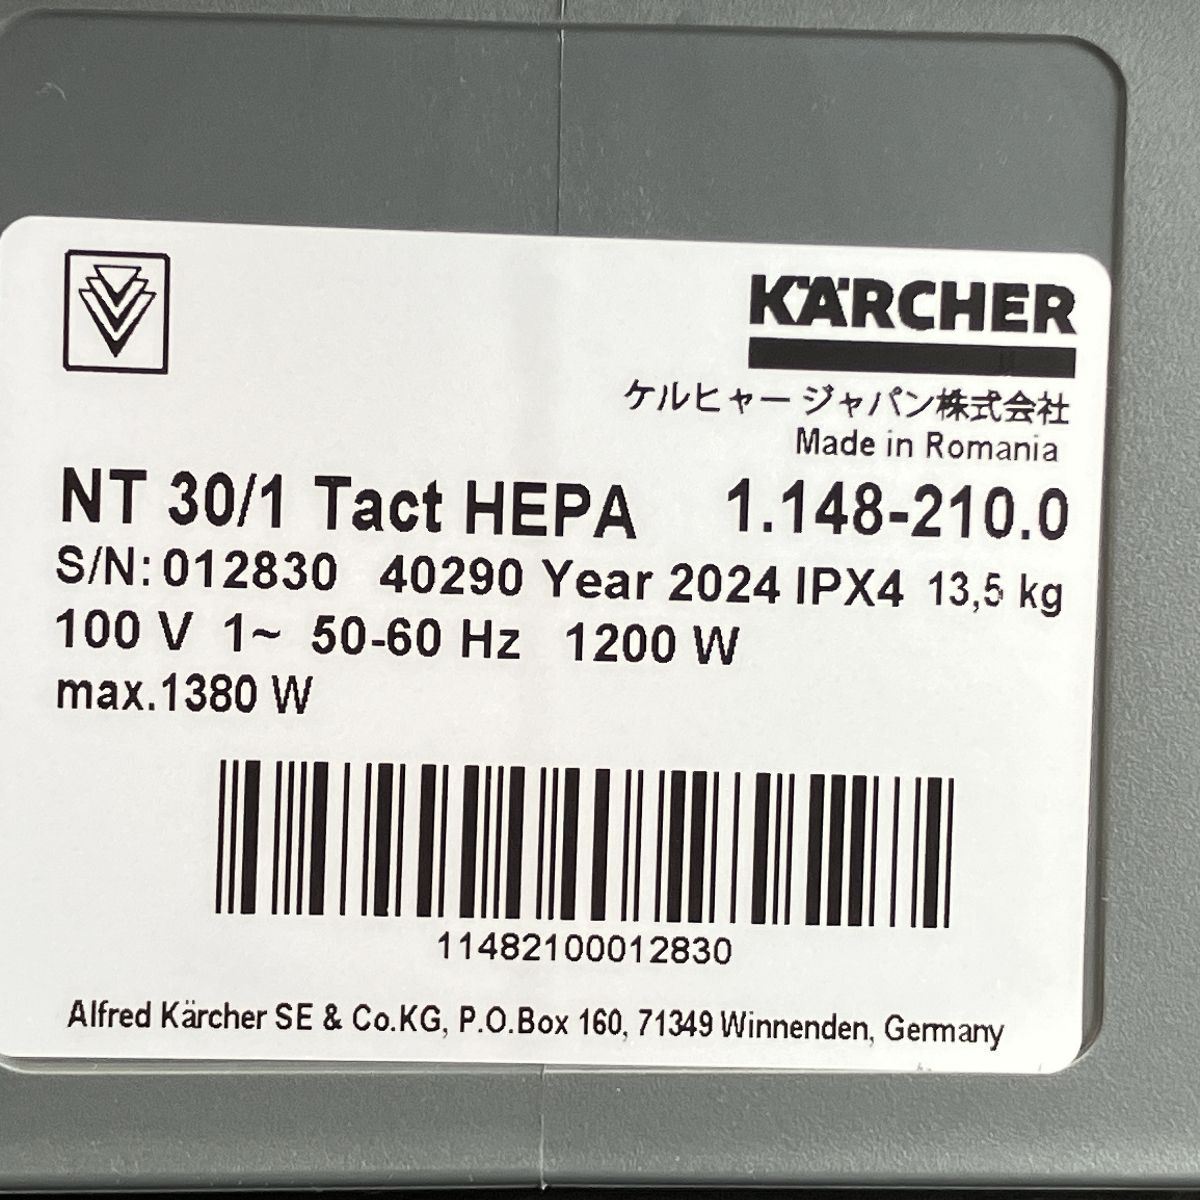 KÄRCHER
ケルヒャー ジャパン株式会社
Made in Romania
NT 30/1 Tact HEPA 1.148-210.0
S/N: 012830 40290 Year 2024 IPX4 13,5 kg
100 V 1~ 50-60 Hz 1200 W
max.1380 W
11482100012830
Alfred Kärcher SE & Co.KG, P.O.Box 160, 71349 Winnenden, Germany